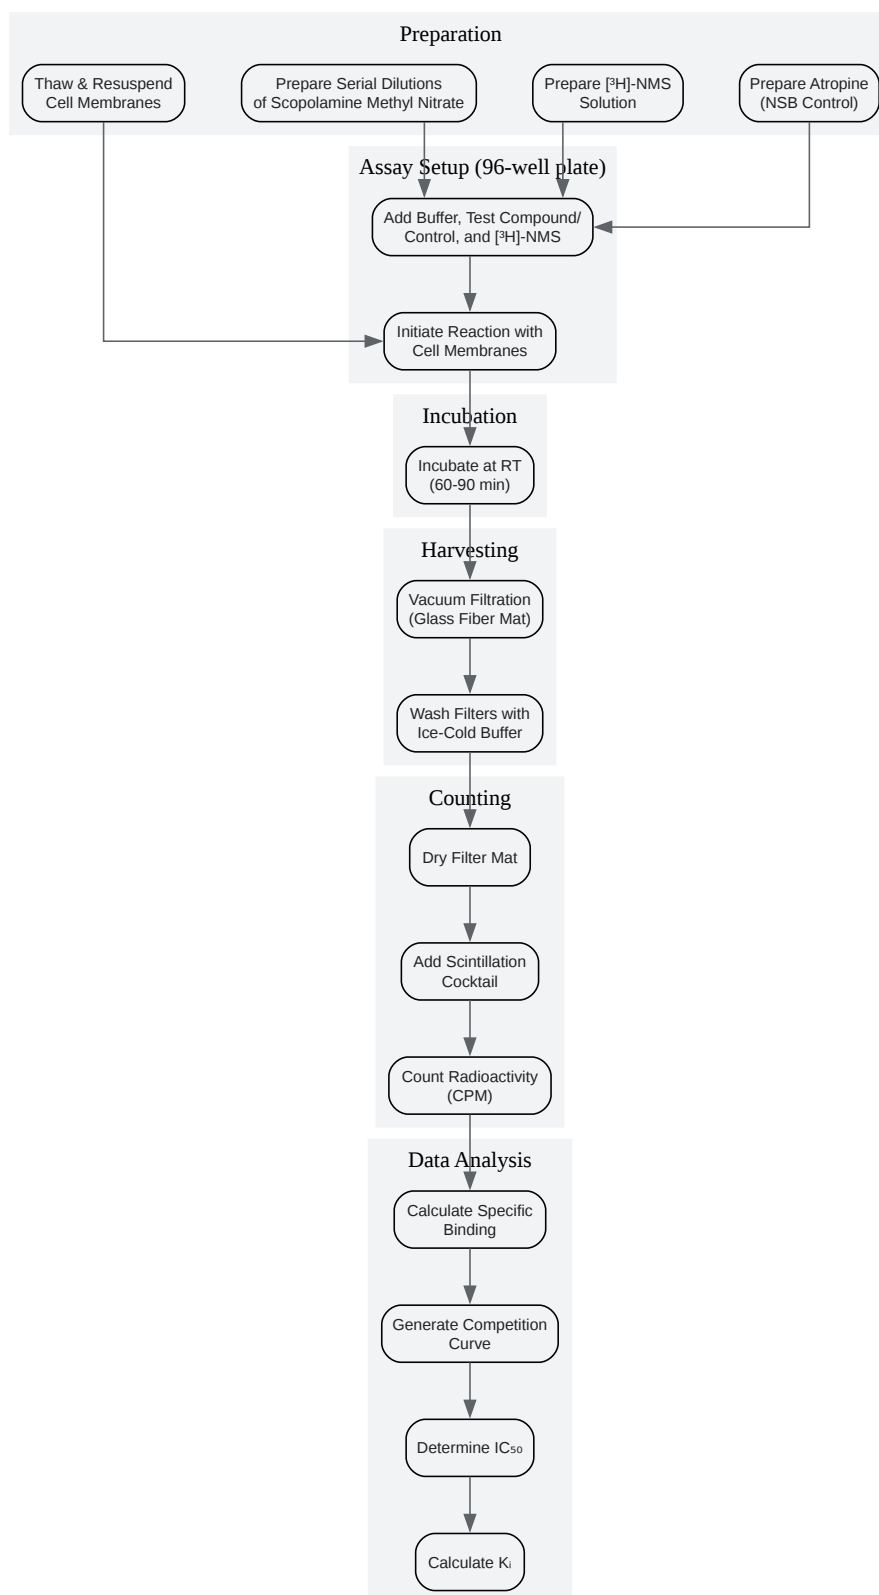 Preparation
Thaw & Resuspend
Cell Membranes
Prepare Serial Dilutions
of Scopolamine Methyl Nitrate
Prepare [³H]-NMS
Solution
Prepare Atropine
(NSB Control)
Assay Setup (96-well plate)
Add Buffer, Test Compound/
Control, and [³H]-NMS
Initiate Reaction with
Cell Membranes
Incubation
Incubate at RT
(60-90 min)
Harvesting
Vacuum Filtration
(Glass Fiber Mat)
Wash Filters with
Ice-Cold Buffer
Counting
Dry Filter Mat
Add Scintillation
Cocktail
Count Radioactivity
(CPM)
Data Analysis
Calculate Specific
Binding
Generate Competition
Curve
Determine IC₅₀
Calculate Kᵢ